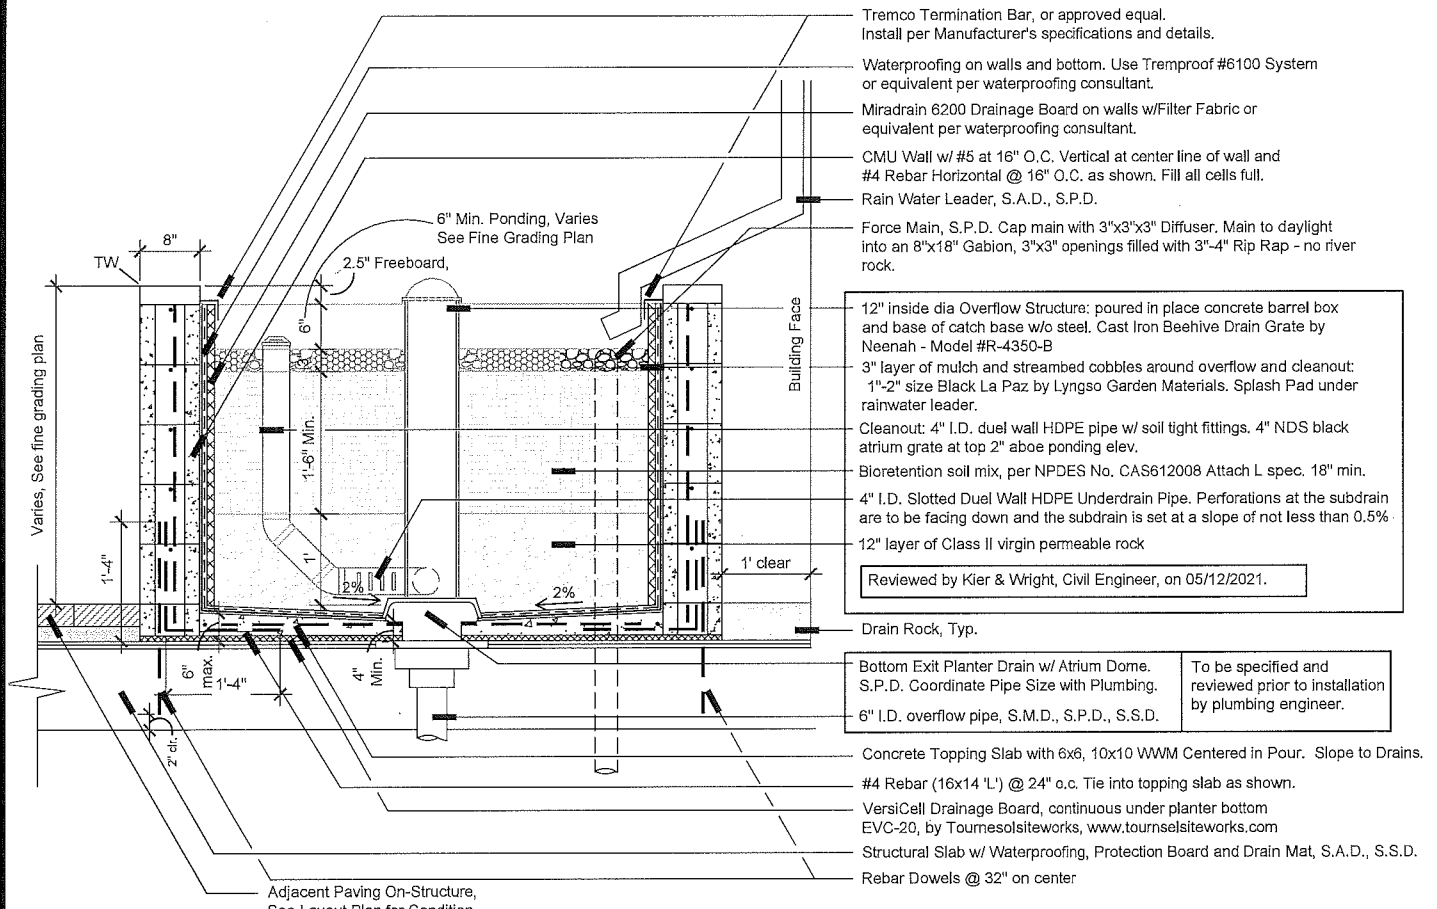 Tremco Termination Bar, or approved equal.
Install per Manufacturer's specifications and details.
Waterproofing on walls and bottom. Use Tremproof #6100 System
or equivalent per waterproofing consultant.
Miradrain 6200 Drainage Board on walls w/Filter Fabric or
equivalent per waterproofing consultant.
CMU Wall w/ #5 at 16" O.C. Vertical at center line of wall and
#4 Rebar Horizontal @ 16" O.C. as shown. Fill all cells full.
Rain Water Leader, S.A.D., S.P.D.
Force Main, S.P.D. Cap main with 3"x3"x3" Diffuser. Main to daylight
into an 8"x18" Gabion, 3"x3" openings filled with 3"-4" Rip Rap - no river
rock.
6" Min. Ponding, Varies
See Fine Grading Plan
8"
TW
2.5" Freeboard,
6"
3"
1'-6" Min.
1'
2%
2%
Varies, See fine grading plan
1'-4"
Building Face
1' clear
12" inside dia Overflow Structure: poured in place concrete barrel box
and base of catch base w/o steel. Cast Iron Beehive Drain Grate by
Neenah - Model #R-4350-B
3" layer of mulch and streambed cobbles around overflow and cleanout:
1"-2" size Black La Paz by Lyngso Garden Materials. Splash Pad under
rainwater leader.
Cleanout: 4" I.D. duel wall HDPE pipe w/ soil tight fittings. 4" NDS black
atrium grate at top 2" aboe ponding elev.
Bioretention soil mix, per NPDES No. CAS612008 Attach L spec. 18" min.
4" I.D. Slotted Duel Wall HDPE Underdrain Pipe. Perforations at the subdrain
are to be facing down and the subdrain is set at a slope of not less than 0.5%
12" layer of Class II virgin permeable rock
Reviewed by Kier & Wright, Civil Engineer, on 05/12/2021.
Drain Rock, Typ.
6"
max.
1'-4"
4"
Min.
2" clr.
Bottom Exit Planter Drain w/ Atrium Dome.
S.P.D. Coordinate Pipe Size with Plumbing.
6" I.D. overflow pipe, S.M.D., S.P.D., S.S.D.
To be specified and
reviewed prior to installation
by plumbing engineer.
Concrete Topping Slab with 6x6, 10x10 WWM Centered in Pour. Slope to Drains.
#4 Rebar (16x14 'L') @ 24" o.c. Tie into topping slab as shown.
VersiCell Drainage Board, continuous under planter bottom
EVC-20, by Tournesolsiteworks, www.tournselsiteworks.com
Structural Slab w/ Waterproofing, Protection Board and Drain Mat, S.A.D., S.S.D.
Rebar Dowels @ 32" on center
Adjacent Paving On-Structure,
See Layout Plan for Condition